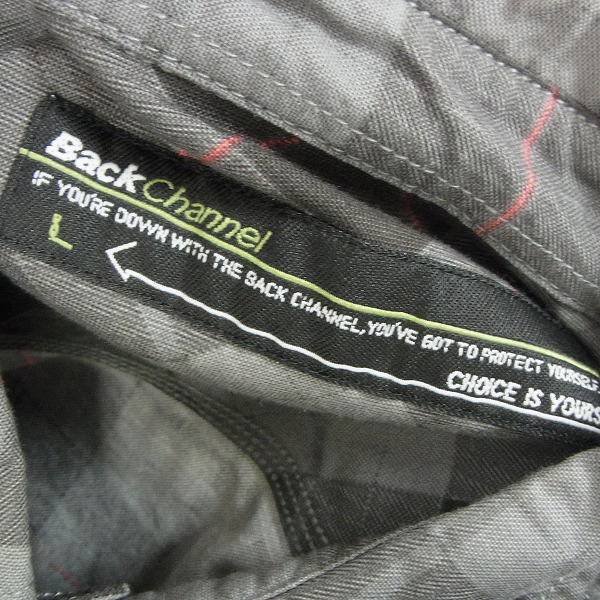 BackChannel
IF YOU'RE DOWN WITH THE BACK CHANNEL, YOU'VE GOT TO PROTECT YOURSELF.
L
CHOICE IS YOURS